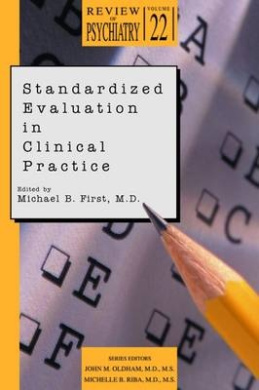 REVIEW
OF
PSYCHIATRY
VOLUME
22
Standardized
Evaluation
in
Clinical
Practice
Edited by
Michael B. First, M.D.
B
C
D
E
E
F
SERIES EDITORS
JOHN M. OLDHAM, M.D., M.S.
MICHELLE B. RIBA, M.D., M.S.